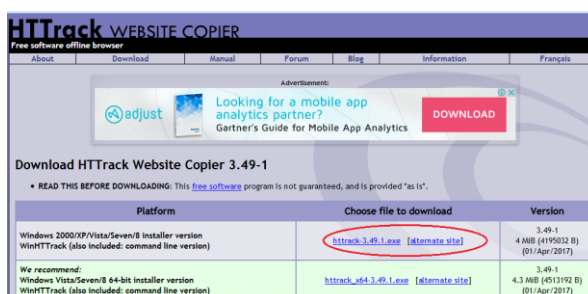 HTTrack WEBSITE COPIER
Free software offline browser
About Download Manual Forum Blog Information Français
Advertisement:
adjust
Looking for a mobile app
analytics partner?
Gartner's Guide for Mobile App Analytics
DOWNLOAD
Download HTTrack Website Copier 3.49-1
READ THIS BEFORE DOWNLOADING: This free software program is not guaranteed, and is provided "as is".
Platform Choose file to download Version
Windows 2000/XP/Vista/Seven/8 installer version
WinHTTrack (also included: command line version)
httrack-3.49.1.exe [alternate site]
3.49-1
4 MiB (4195032 B)
(01/Apr/2017)
We recommend:
Windows Vista/Seven/8 64-bit installer version
WinHTTrack (also included: command line version)
httrack_x64-3.49.1.exe [alternate site]
3.49-1
4.3 MiB (4513192 B)
(01/Apr/2017)